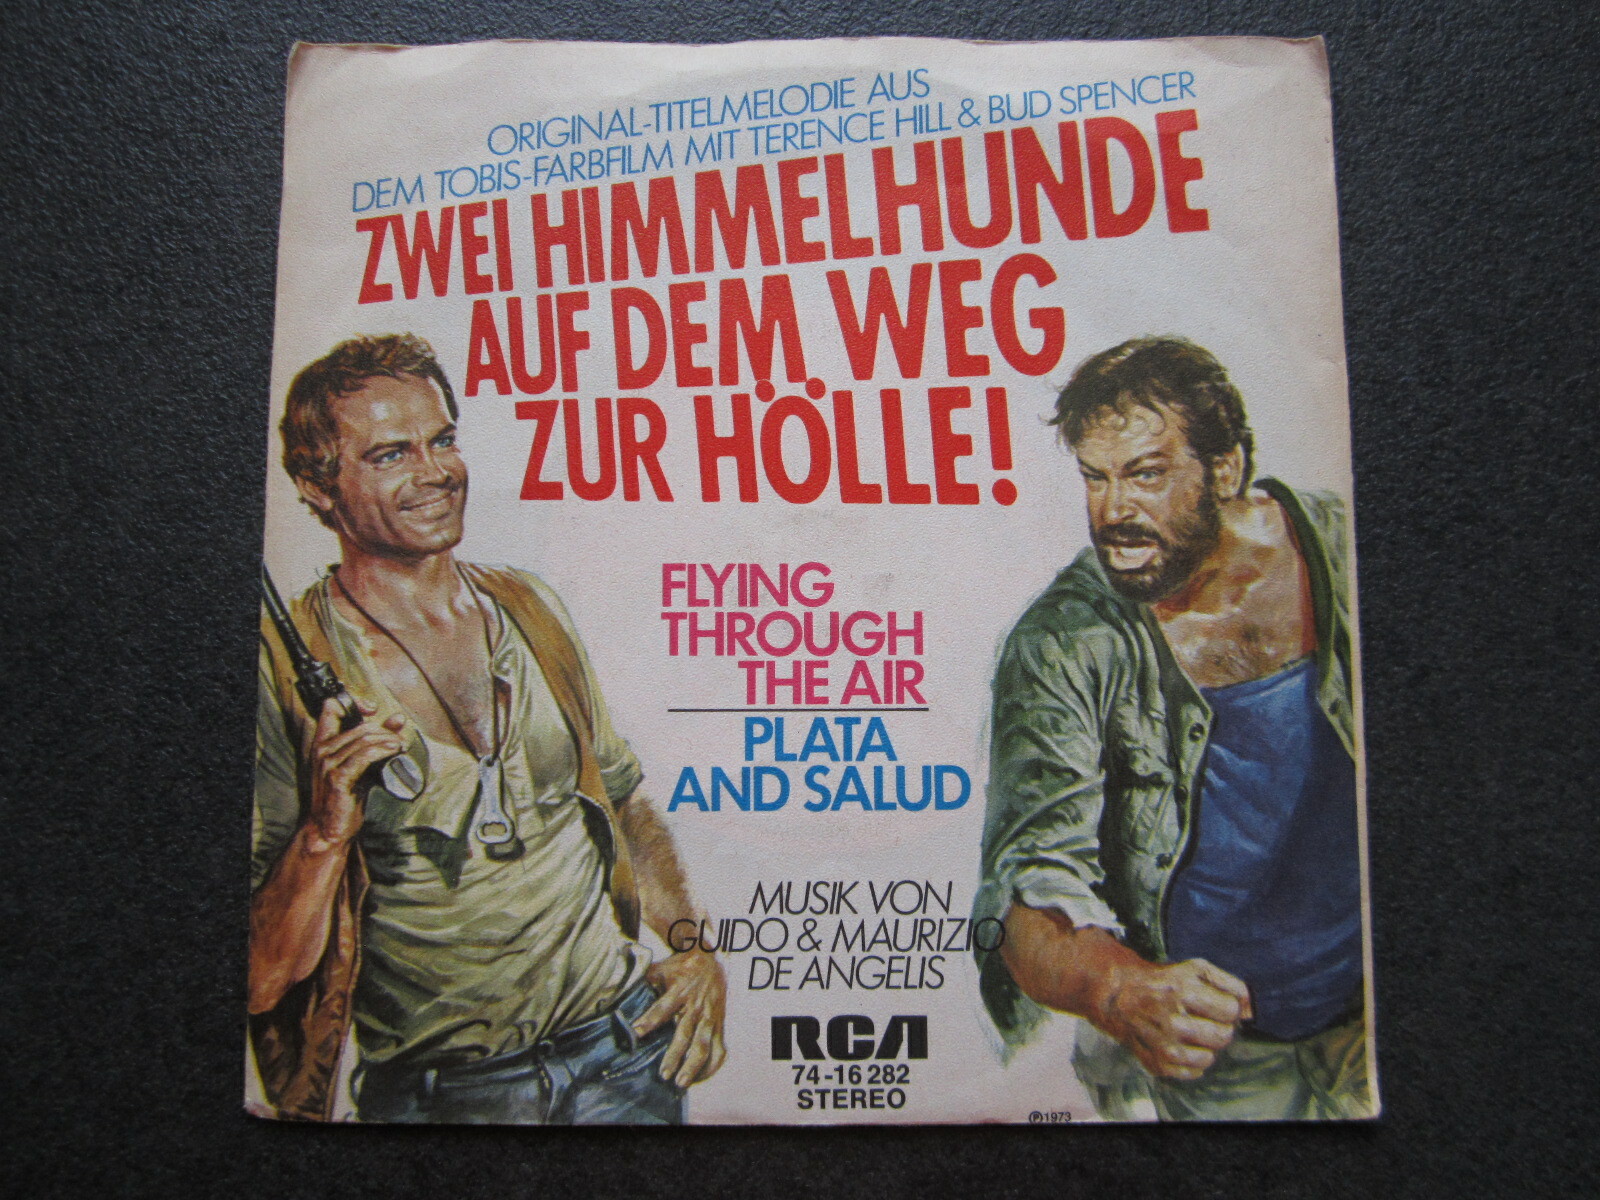 ORIGINAL-TITELMELODIE AUS
DEM TOBIS-FARBFILM MIT TERENCE HILL & BUD SPENCER
ZWEI HIMMELHUNDE
AUF DEM WEG
ZUR HÖLLE!
FLYING
THROUGH
THE AIR
PLATA
AND SALUD
MUSIK VON
GUIDO & MAURIZIO
DE ANGELIS
RCA
74-16 282
STEREO
℗1973